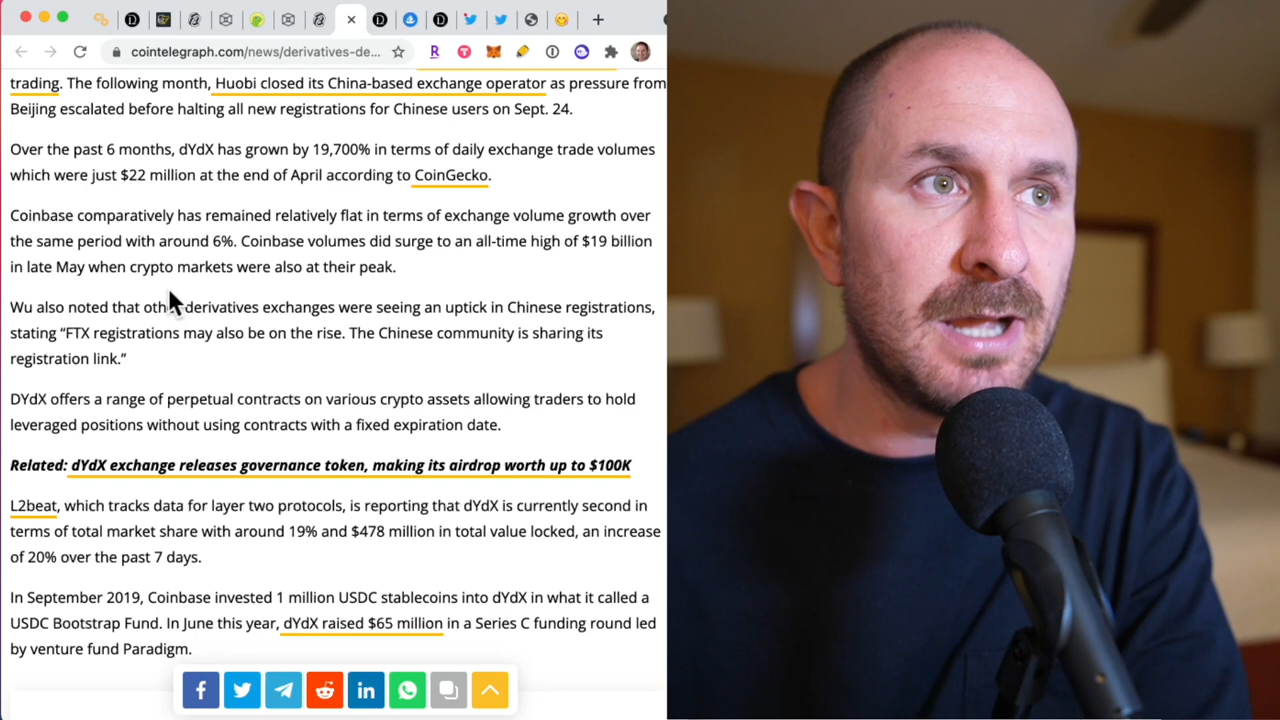 cointelegraph.com/news/derivatives-de...
trading. The following month, Huobi closed its China-based exchange operator as pressure from
Beijing escalated before halting all new registrations for Chinese users on Sept. 24.
Over the past 6 months, dYdX has grown by 19,700% in terms of daily exchange trade volumes
which were just $22 million at the end of April according to CoinGecko.
Coinbase comparatively has remained relatively flat in terms of exchange volume growth over
the same period with around 6%. Coinbase volumes did surge to an all-time high of $19 billion
in late May when crypto markets were also at their peak.
Wu also noted that oth derivatives exchanges were seeing an uptick in Chinese registrations,
stating “FTX registrations may also be on the rise. The Chinese community is sharing its
registration link.”
DYdX offers a range of perpetual contracts on various crypto assets allowing traders to hold
leveraged positions without using contracts with a fixed expiration date.
Related: dYdX exchange releases governance token, making its airdrop worth up to $100K
L2beat, which tracks data for layer two protocols, is reporting that dYdX is currently second in
terms of total market share with around 19% and $478 million in total value locked, an increase
of 20% over the past 7 days.
In September 2019, Coinbase invested 1 million USDC stablecoins into dYdX in what it called a
USDC Bootstrap Fund. In June this year, dYdX raised $65 million in a Series C funding round led
by venture fund Paradigm.